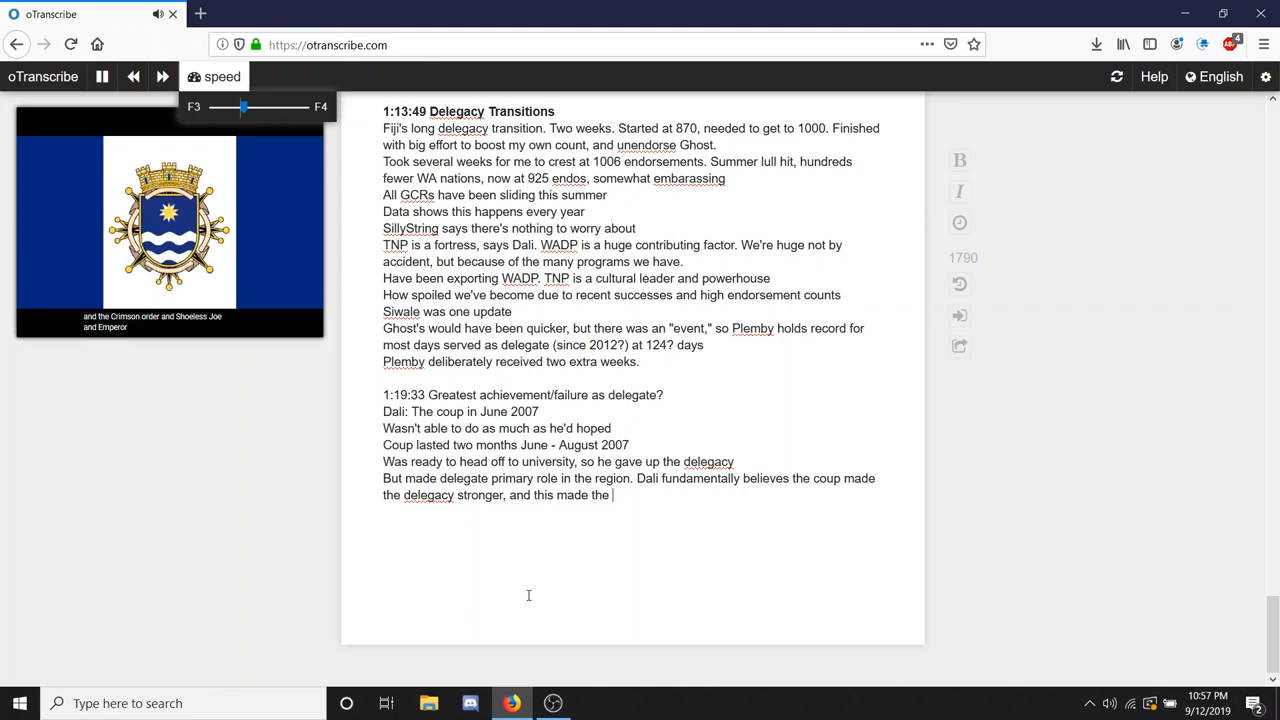 oTranscribe
https://otranscribe.com
4
oTranscribe
speed
Help
English
F3
F4
and the Crimson order and Shoeless Joe
and Emperor
1:13:49 Delegacy Transitions
Fiji's long delegacy transition. Two weeks. Started at 870, needed to get to 1000. Finished
with big effort to boost my own count, and unendorse Ghost.
Took several weeks for me to crest at 1006 endorsements. Summer lull hit, hundreds
fewer WA nations, now at 925 endos, somewhat embarassing
All GCRs have been sliding this summer
Data shows this happens every year
SillyString says there's nothing to worry about
TNP is a fortress, says Dali. WADP is a huge contributing factor. We're huge not by
accident, but because of the many programs we have.
Have been exporting WADP. TNP is a cultural leader and powerhouse
How spoiled we've become due to recent successes and high endorsement counts
Siwale was one update
Ghost's would have been quicker, but there was an "event," so Plemby holds record for
most days served as delegate (since 2012?) at 124? days
Plemby deliberately received two extra weeks.
1:19:33 Greatest achievement/failure as delegate?
Dali: The coup in June 2007
Wasn't able to do as much as he'd hoped
Coup lasted two months June - August 2007
Was ready to head off to university, so he gave up the delegacy
But made delegate primary role in the region. Dali fundamentally believes the coup made
the delegacy stronger, and this made the
B
I
1790
Type here to search
10:57 PM
9/12/2019
2